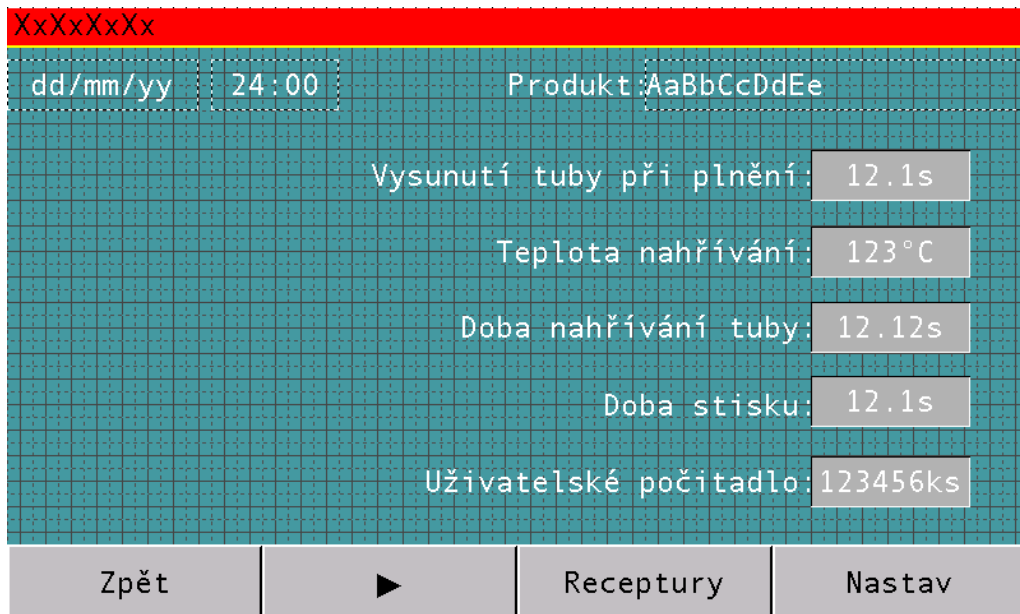 XxXxXxXx
dd/mm/yy 24:00 Produkt:AaBbCcDdEe
Vysunutí tuby při plnění: 12.1s
Teplota nahřívání: 123°C
Doba nahřívání tuby: 12.12s
Doba stisku: 12.1s
Uživatelské počitadlo: 123456ks
Zpět ▶ Receptury Nastav